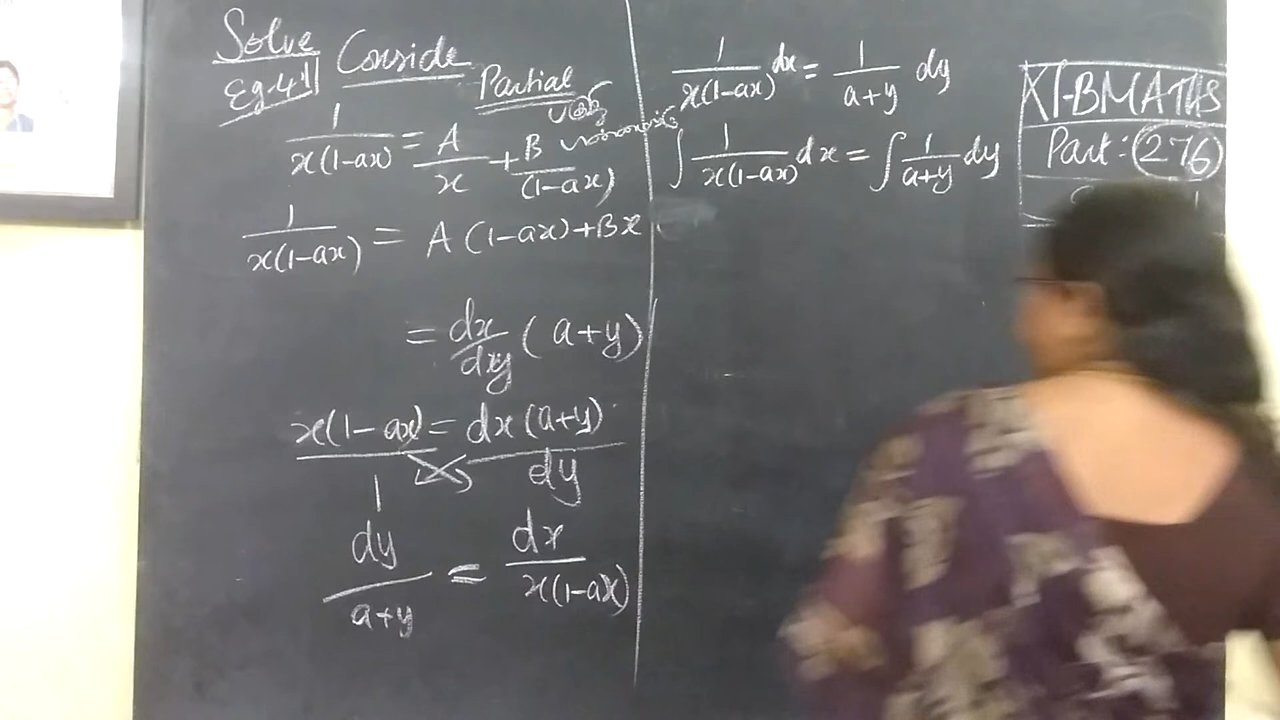 Solve
Eg-4.11 Conside
Partial
1/x(1-ax) = A/x + B/(1-ax)
1/x(1-ax) = A(1-ax)+Bx
= dx/dy (a+y)
x(1-ax)/1 = dx(a+y)/dy
dy/a+y = dx/x(1-ax)
1/x(1-ax) dx = 1/a+y dy
∫ 1/x(1-ax) dx = ∫ 1/a+y dy
XI-BMATHS
Part: 276